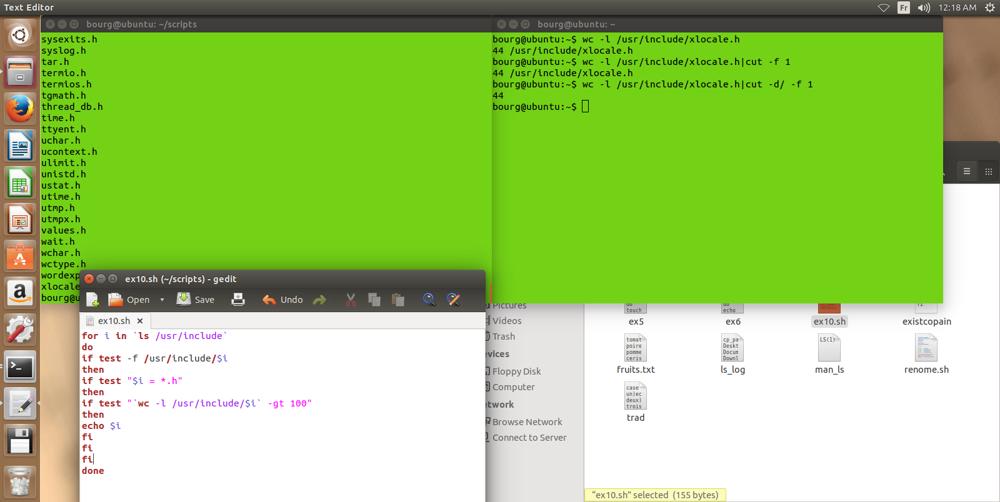 Text Editor
Fr
12:18 AM
bourg@ubuntu: ~/scripts
sysexits.h
syslog.h
tar.h
termio.h
termios.h
tgmath.h
thread_db.h
time.h
ttyent.h
uchar.h
ucontext.h
ulimit.h
unistd.h
ustat.h
utime.h
utmp.h
utmpx.h
values.h
wait.h
wchar.h
wctype.h
wordexp
xlocale
bourg@u
bourg@ubuntu: ~
bourg@ubuntu:~$ wc -l /usr/include/xlocale.h
44 /usr/include/xlocale.h
bourg@ubuntu:~$ wc -l /usr/include/xlocale.h|cut -f 1
44 /usr/include/xlocale.h
bourg@ubuntu:~$ wc -l /usr/include/xlocale.h|cut -d/ -f 1
44
bourg@ubuntu:~$
ex10.sh (~/scripts) - gedit
Open
Save
Undo
ex10.sh
for i in `ls /usr/include`
do
if test -f /usr/include/$i
then
if test "$i = *.h"
then
if test "`wc -l /usr/include/$i` -gt 100"
then
echo $i
fi
fi
fi
done
Pictures
Videos
Trash
evices
Floppy Disk
Computer
twork
Browse Network
Connect to Server
do
touch
ex5
do
echo
ex6
ex10.sh
fi
existcopain
tomat
poire
pomme
ceris
fruits.txt
cp_pa
Deskt
Docum
Downl
ls_log
LS(1)
man_ls
renome.sh
case
un)ec
deux)
trois
trad
"ex10.sh" selected (155 bytes)